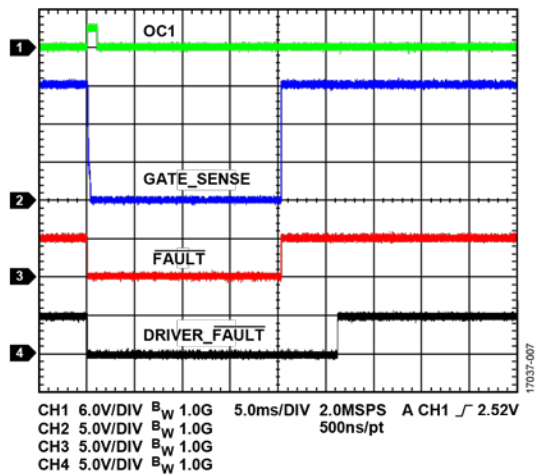 OC1
1
GATE_SENSE
2
FAULT
3
DRIVER_FAULT
4
17037-007
CH1 6.0V/DIV BW 1.0G 5.0ms/DIV 2.0MSPS A CH1 2.52V
CH2 5.0V/DIV BW 1.0G 500ns/pt
CH3 5.0V/DIV BW 1.0G
CH4 5.0V/DIV BW 1.0G